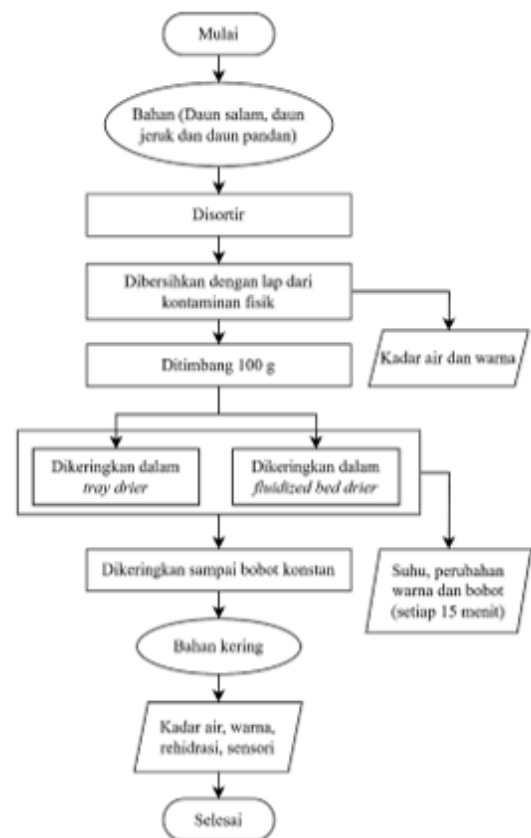 Mulai
Bahan (Daun salam, daun
jeruk dan daun pandan)
Disortir
Dibersihkan dengan lap dari
kontaminan fisik
Kadar air dan warna
Ditimbang 100 g
Dikeringkan dalam
tray drier
Dikeringkan dalam
fluidized bed drier
Suhu, perubahan
warna dan bobot
(setiap 15 menit)
Dikeringkan sampai bobot konstan
Bahan kering
Kadar air, warna,
rehidrasi, sensori
Selesai